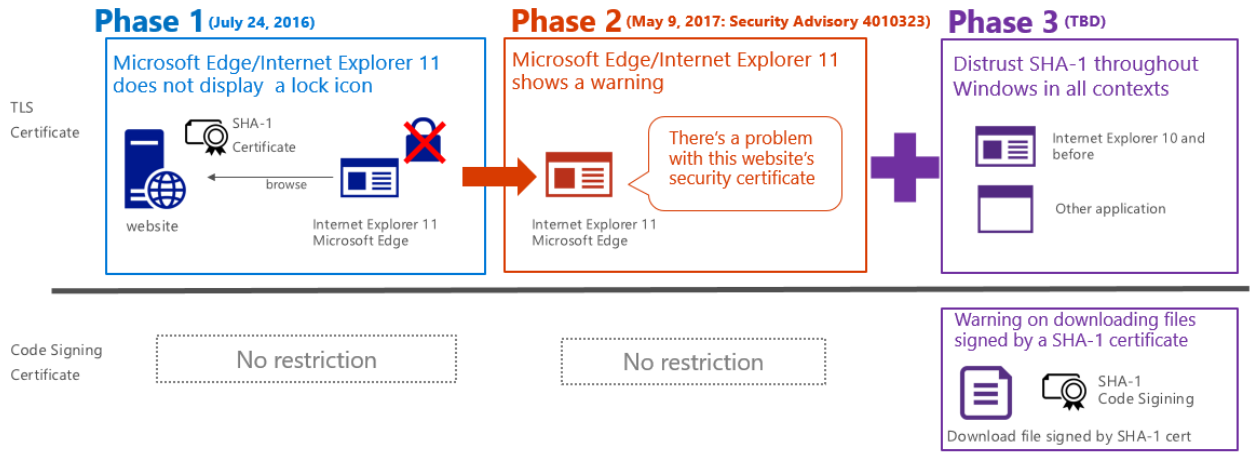 Phase 1 (July 24, 2016)
Phase 2 (May 9, 2017: Security Advisory 4010323)
Phase 3 (TBD)
TLS
Certificate
Microsoft Edge/Internet Explorer 11
does not display a lock icon
SHA-1
Certificate
browse
website
Internet Explorer 11
Microsoft Edge
Microsoft Edge/Internet Explorer 11
shows a warning
There's a problem
with this website's
security certificate
Internet Explorer 11
Microsoft Edge
Distrust SHA-1 throughout
Windows in all contexts
Internet Explorer 10 and
before
Other application
Code Signing
Certificate
No restriction
No restriction
Warning on downloading files
signed by a SHA-1 certificate
SHA-1
Code Sigining
Download file signed by SHA-1 cert